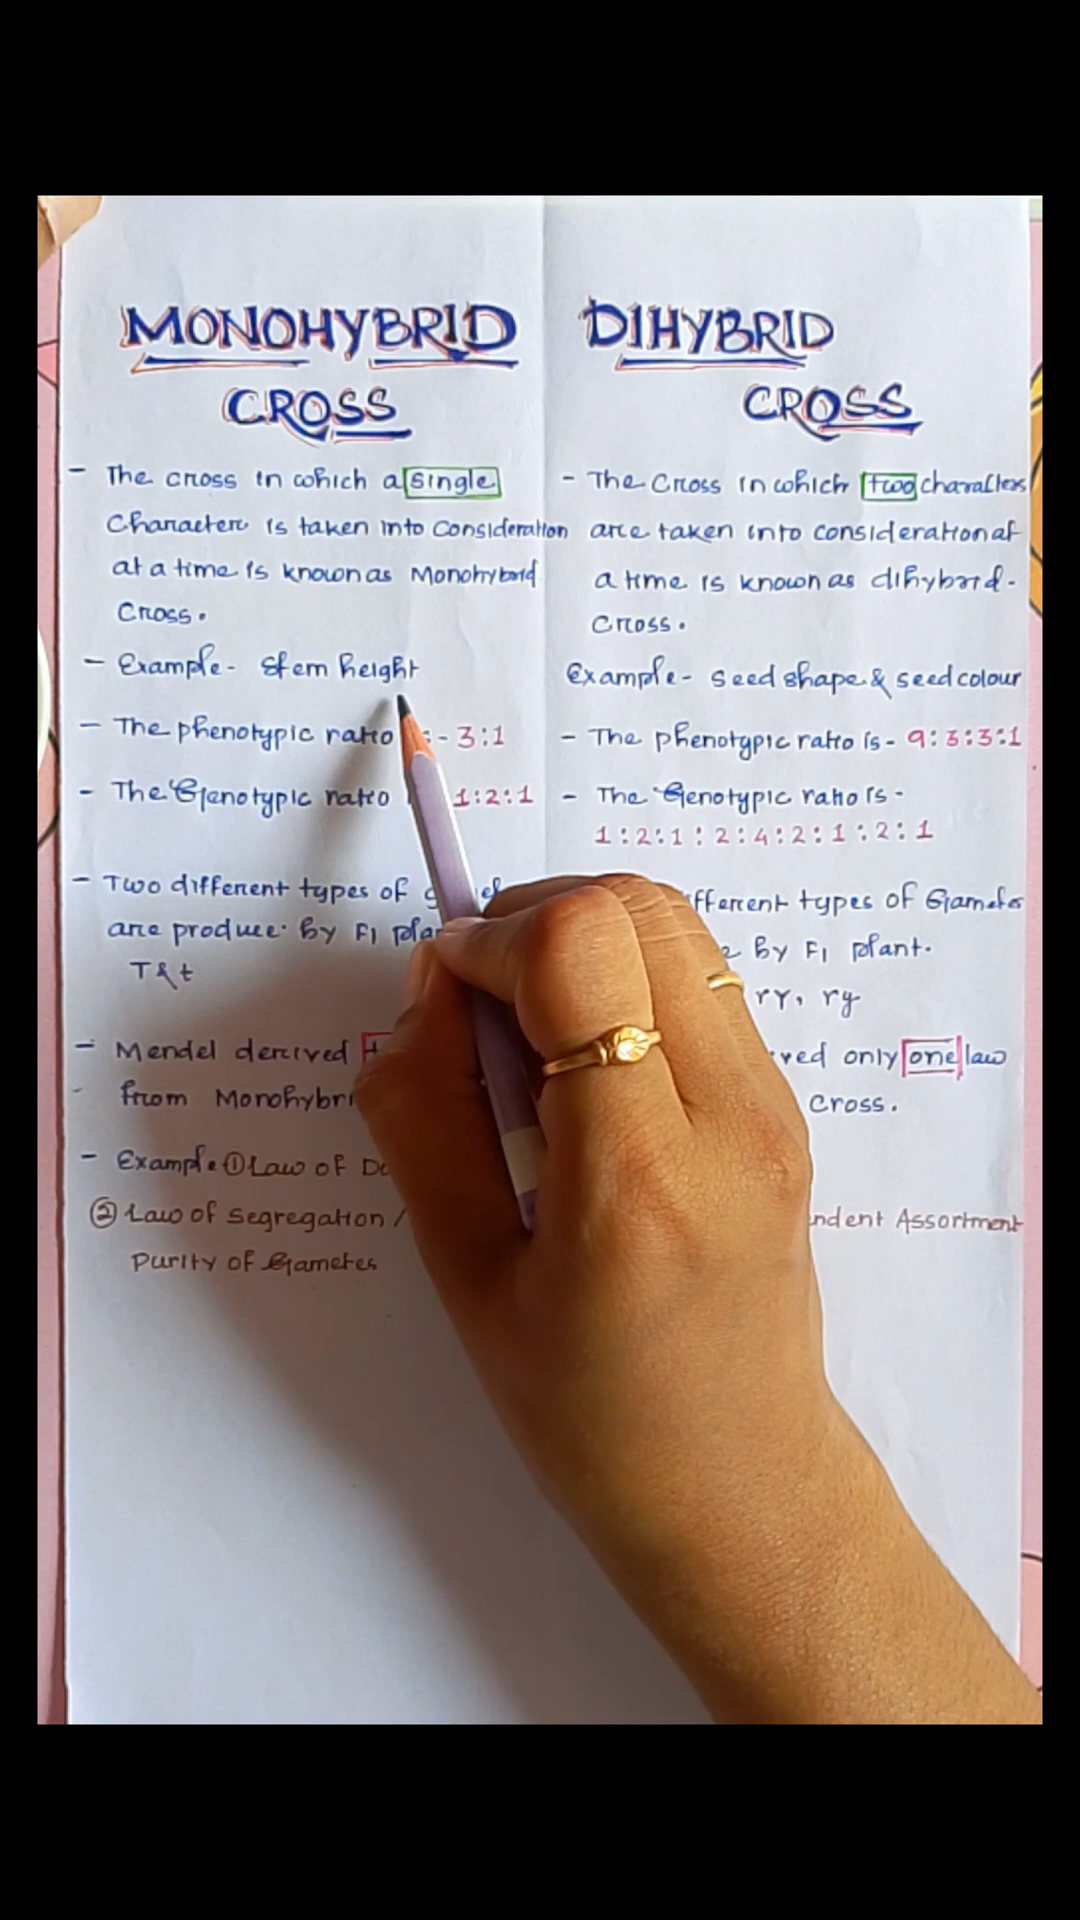 MONOHYBRID
CROSS
- The cross in which a single
Character is taken into Consideration
at a time is known as Monohybrid
Cross.
- Example - Stem height
- The phenotypic ratio :- 3:1
- The Genotypic ratio 1:2:1
- Two different types of
are produce by F1
T & t
- Mendel derived
from
- Example ① Law of
② Law of Segregation /
Purity of Gametes
DIHYBRID
CROSS
- The Cross in which two characters
are taken into consideration at
a time is known as dihybrid-
Cross.
Example - Seed shape & seed colour
- The phenotypic ratio is - 9:3:3:1
- The Genotypic ratio is -
1:2:1:2:4:2:1:2:1
types of Gametes
by F1 plant.
rY, ry
only one law
Cross.
Assortment